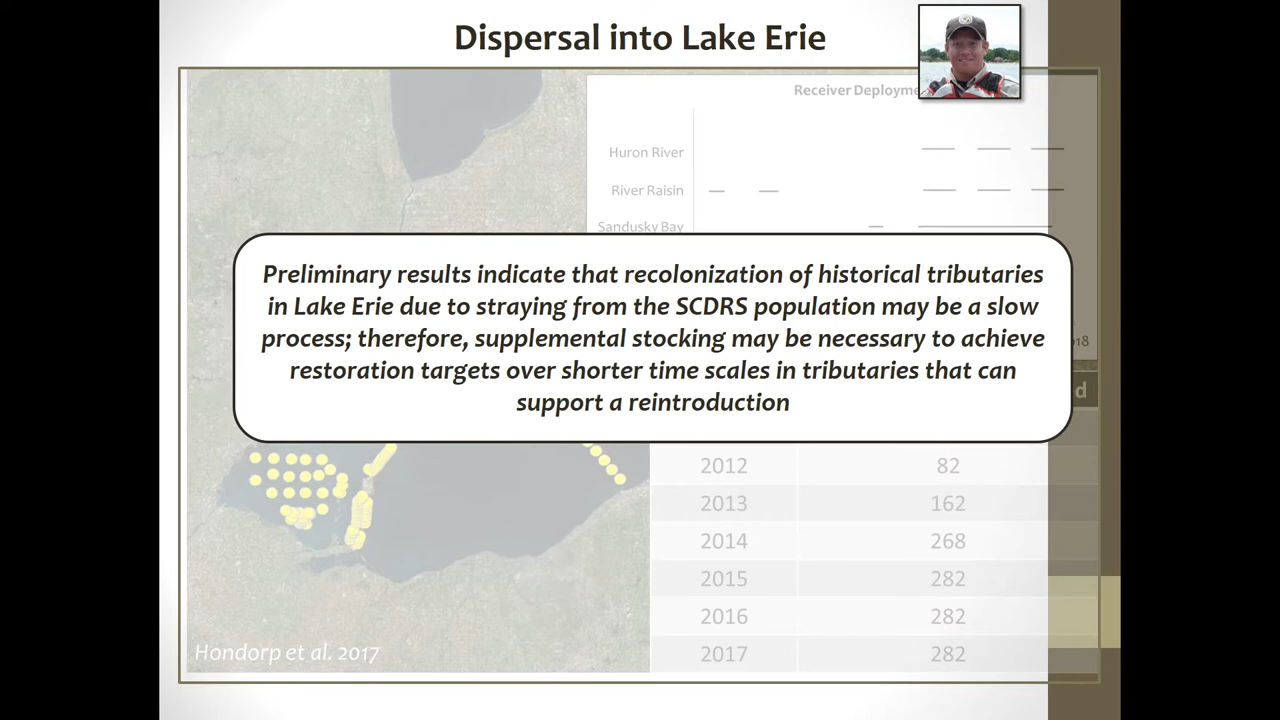 Dispersal into Lake Erie
Receiver Deployme
Huron River
River Raisin
Sandusky Bay
Preliminary results indicate that recolonization of historical tributaries
in Lake Erie due to straying from the SCDRS population may be a slow
process; therefore, supplemental stocking may be necessary to achieve
restoration targets over shorter time scales in tributaries that can
support a reintroduction
18
d
2012 82
2013 162
2014 268
2015 282
2016 282
2017 282
Hondorp et al. 2017